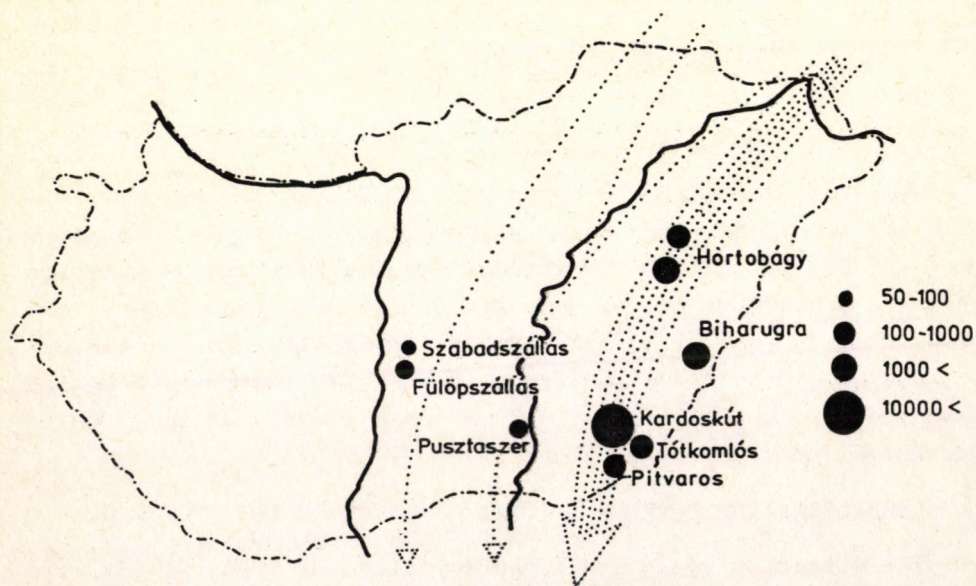 Hortobágy
50-100
Biharugra
100-1000
Szabadszállás
1000 <
Fülöpszállás
10000 <
Kardoskút
Pusztaszer
Tótkomlós
Pitvaros